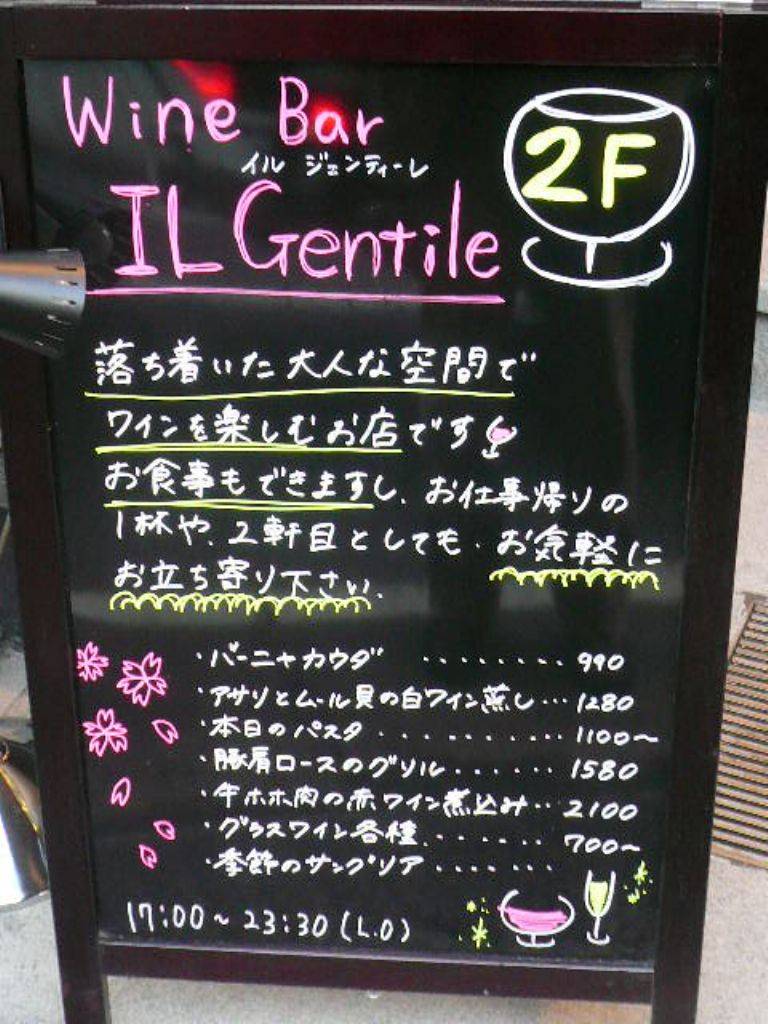 Wine Bar
イル ジェンティーレ
IL Gentile
2F
落ち着いた大人な空間で
ワインを楽しむお店です
お食事もできますし、お仕事帰りの
1杯や、2軒目としても、お気軽に
お立ち寄り下さい。
・バーニャカウダ ........ 990
・アサリとムール貝の白ワイン蒸し... 1280
・本日のパスタ .......... 1100~
・豚肩ロースのグリル....... 1580
・牛ホホ肉の赤ワイン煮込み.. 2100
・グラスワイン各種........ 700~
・季節のサングリア .......
17:00~23:30(L.O)